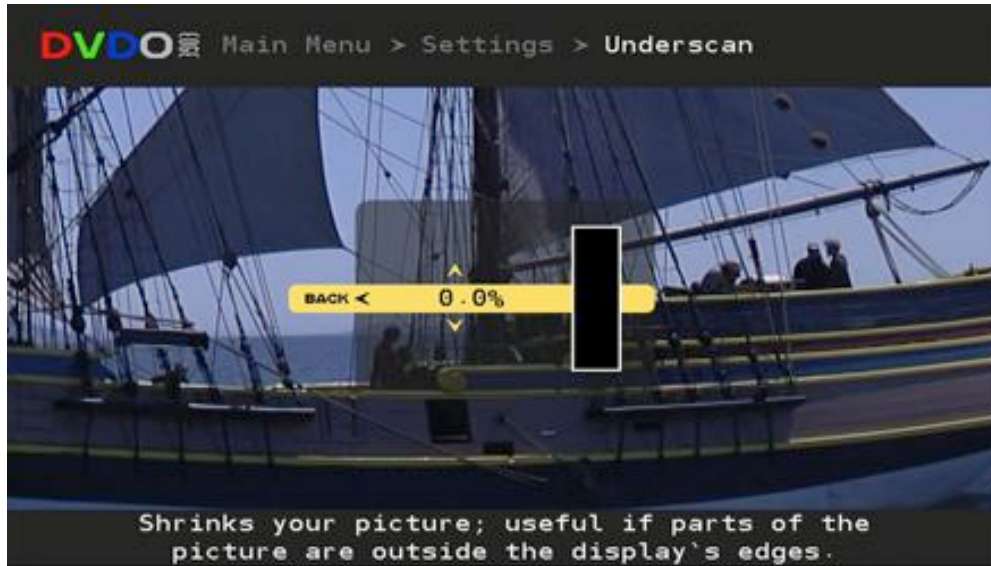 DVDO EDGE Main Menu > Settings > Underscan
BACK < 0.0%
Shrinks your picture; useful if parts of the
picture are outside the display`s edges.